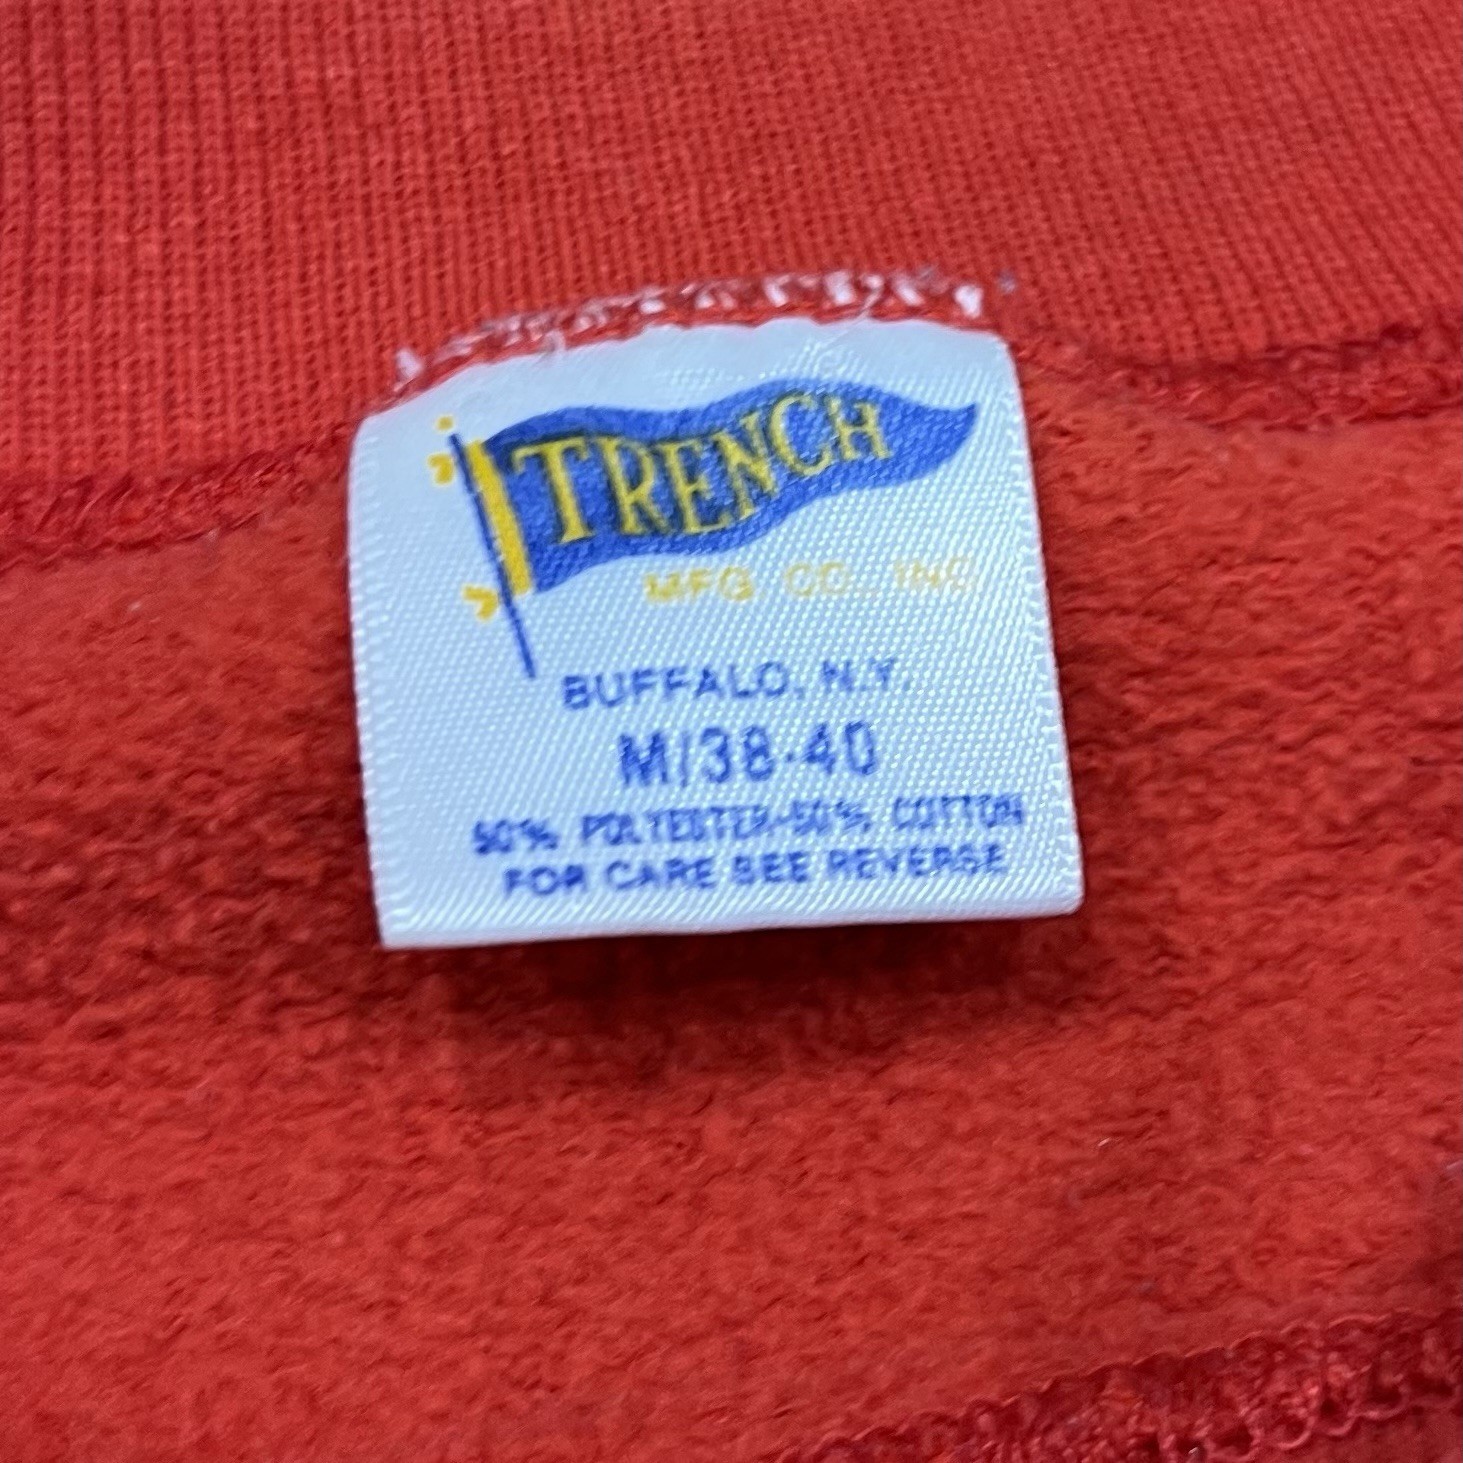 TRENCH
MFG CO., INC
BUFFALO, N.Y.
M/38-40
50% POLYESTER-50% COTTON
FOR CARE SEE REVERSE